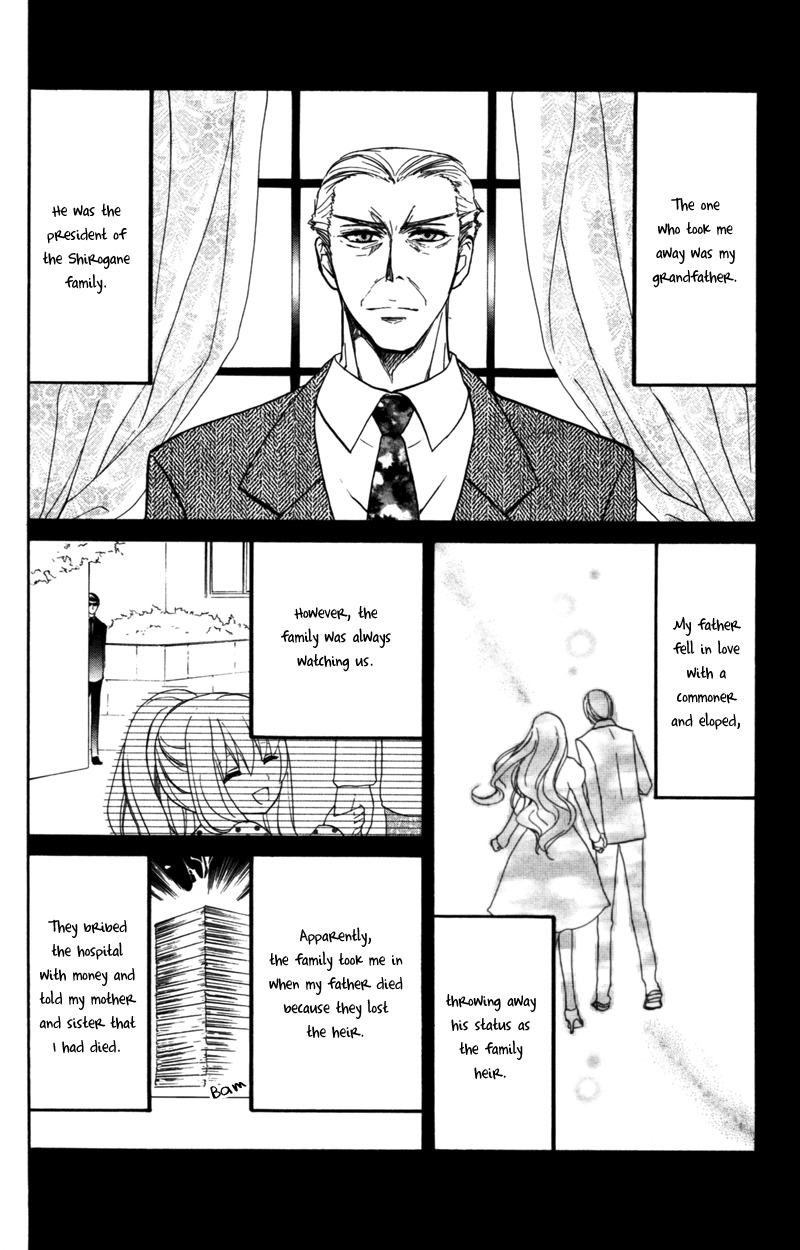 The one
who took me
away was my
grandfather.
He was the
president of
the Shirogane
family.
My father
fell in love
with a
commoner
and eloped,
throwing away
his status as
the family
heir.
However, the
family was always
watching us.
Apparently,
the family took me in
when my father died
because they lost
the heir.
Bam
They bribed
the hospital
with money and
told my mother
and sister that
I had died.